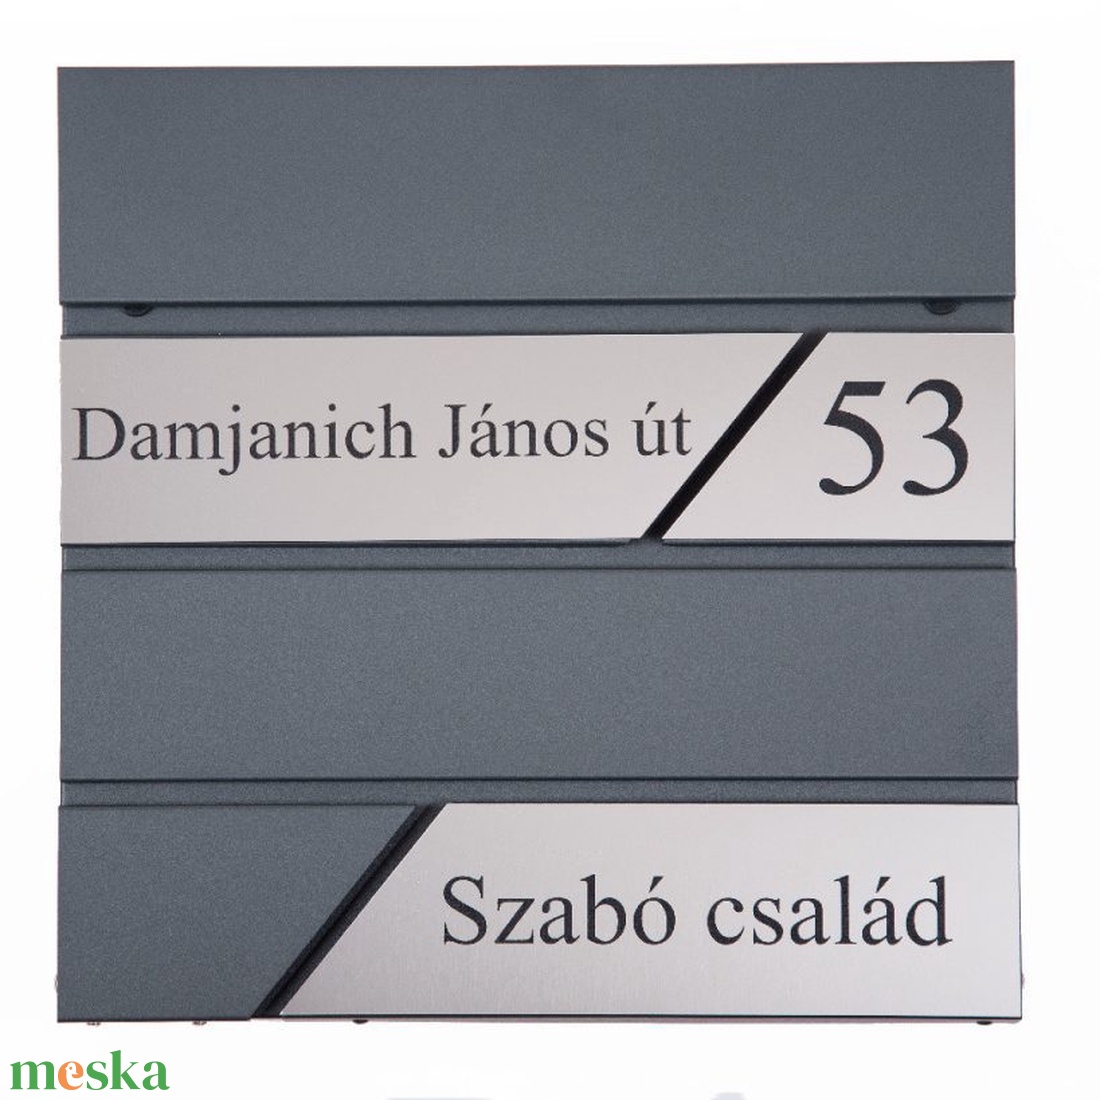 Damjanich János út
53
Szabó család
meska